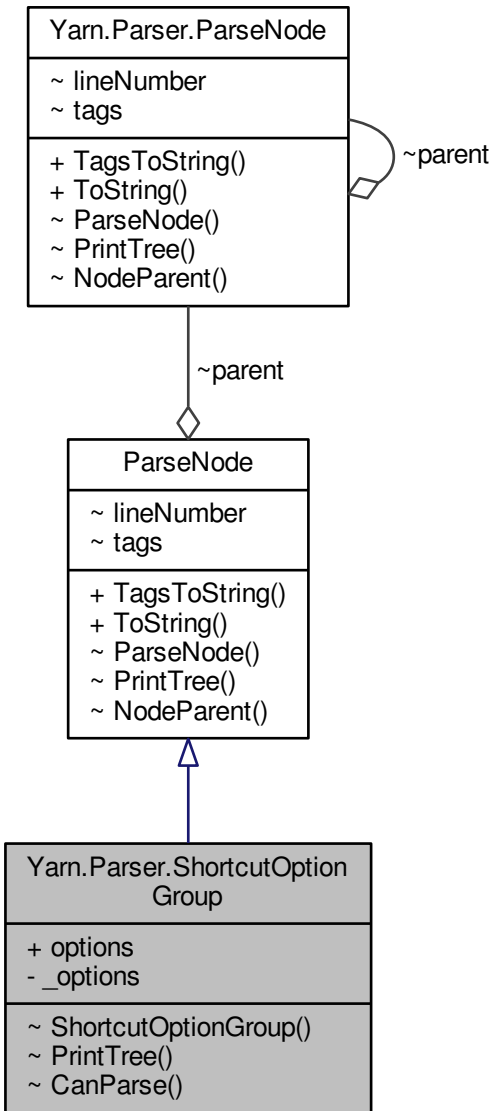 Yarn.Parser.ParseNode
~ lineNumber
~ tags
+ TagsToString()
+ ToString()
~ ParseNode()
~ PrintTree()
~ NodeParent()
~parent
~parent
ParseNode
~ lineNumber
~ tags
+ TagsToString()
+ ToString()
~ ParseNode()
~ PrintTree()
~ NodeParent()
Yarn.Parser.ShortcutOption
Group
+ options
- _options
~ ShortcutOptionGroup()
~ PrintTree()
~ CanParse()